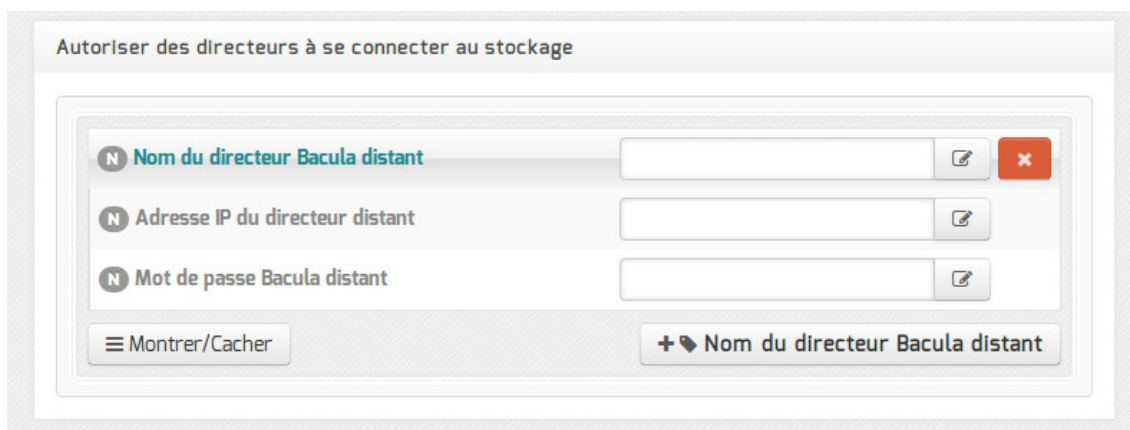 Autoriser des directeurs à se connecter au stockage
N Nom du directeur Bacula distant
N Adresse IP du directeur distant
N Mot de passe Bacula distant
Montrer/Cacher
Nom du directeur Bacula distant